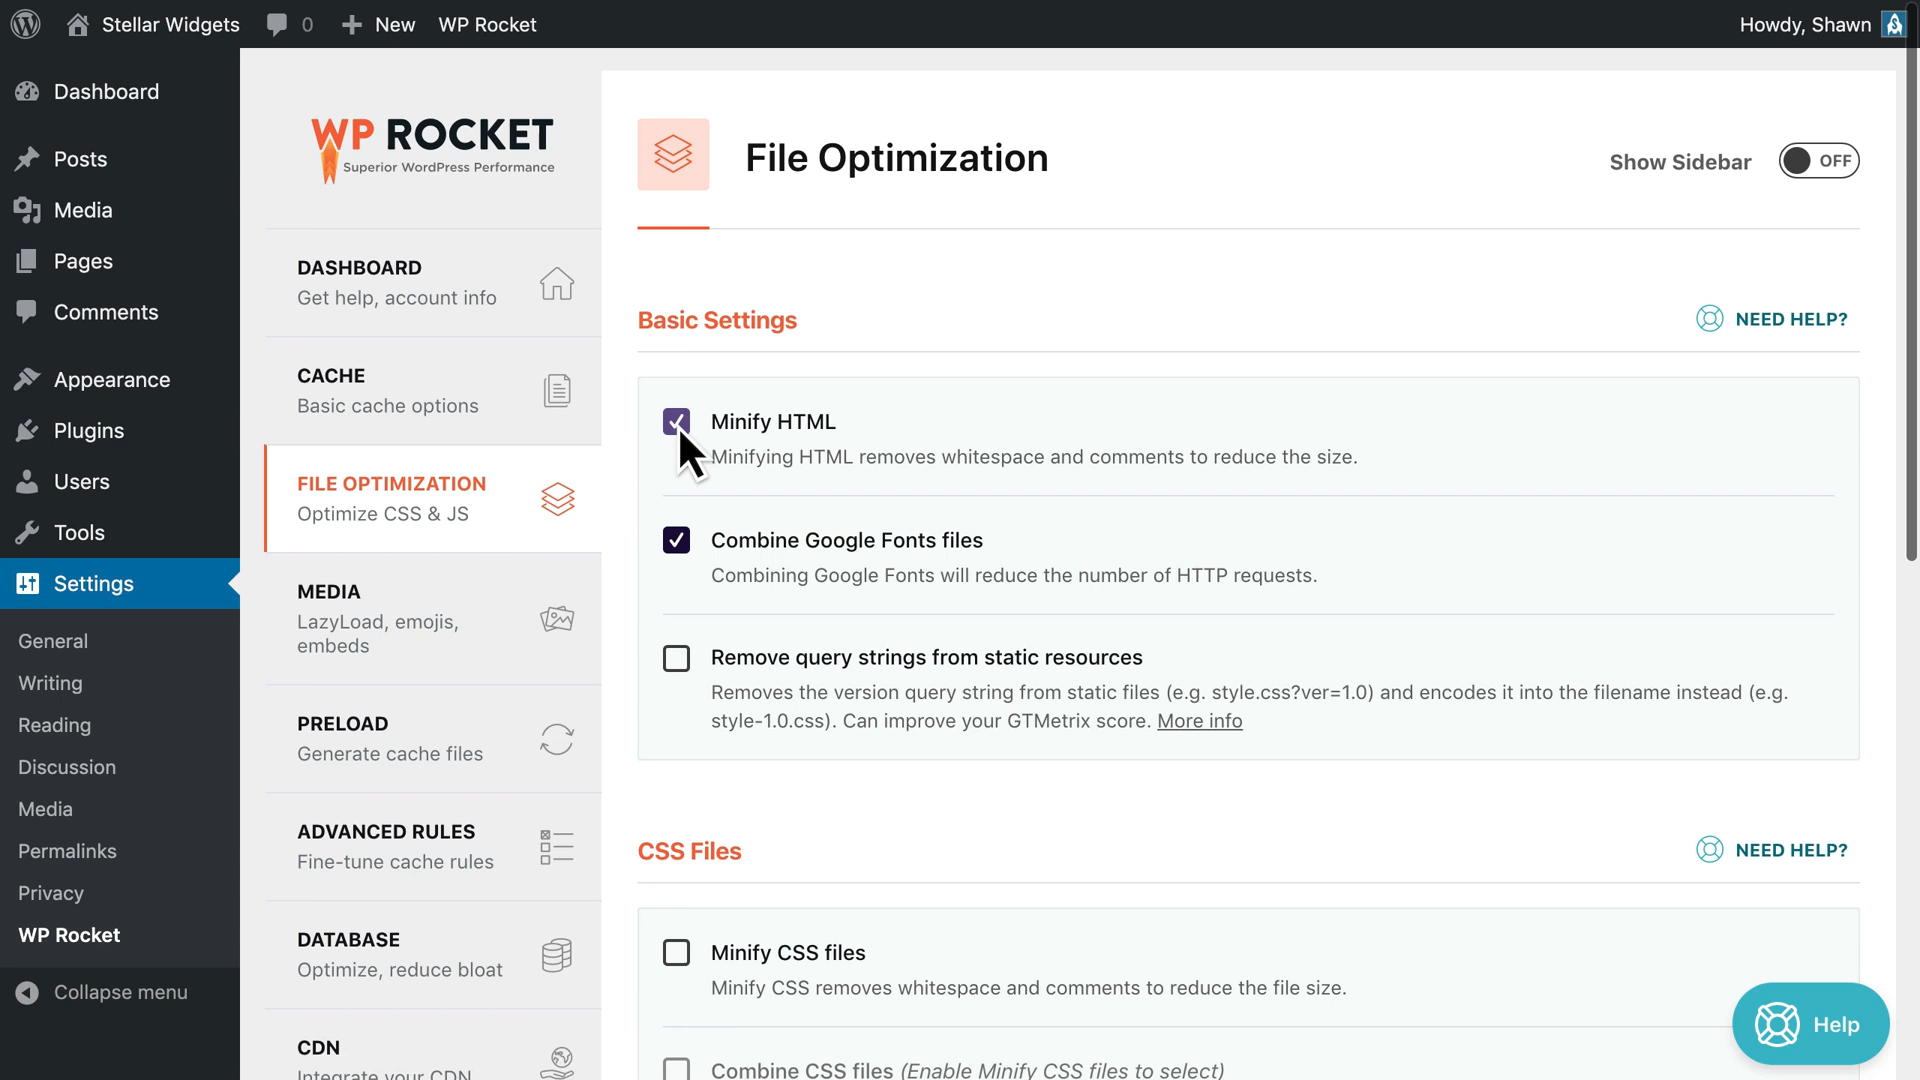 Stellar Widgets
0
New
WP Rocket
Howdy, Shawn
Dashboard
Posts
Media
Pages
Comments
Appearance
Plugins
Users
Tools
Settings
General
Writing
Reading
Discussion
Media
Permalinks
Privacy
WP Rocket
Collapse menu
WP ROCKET
Superior WordPress Performance
DASHBOARD
Get help, account info
CACHE
Basic cache options
FILE OPTIMIZATION
Optimize CSS & JS
MEDIA
LazyLoad, emojis,
embeds
PRELOAD
Generate cache files
ADVANCED RULES
Fine-tune cache rules
DATABASE
Optimize, reduce bloat
CDN
Integrate your CDN
File Optimization
Show Sidebar
OFF
Basic Settings
NEED HELP?
Minify HTML
Minifying HTML removes whitespace and comments to reduce the size.
Combine Google Fonts files
Combining Google Fonts will reduce the number of HTTP requests.
Remove query strings from static resources
Removes the version query string from static files (e.g. style.css?ver=1.0) and encodes it into the filename instead (e.g.
style-1.0.css). Can improve your GTMetrix score. More info
CSS Files
NEED HELP?
Minify CSS files
Minify CSS removes whitespace and comments to reduce the file size.
Combine CSS files (Enable Minify CSS files to select)
Help